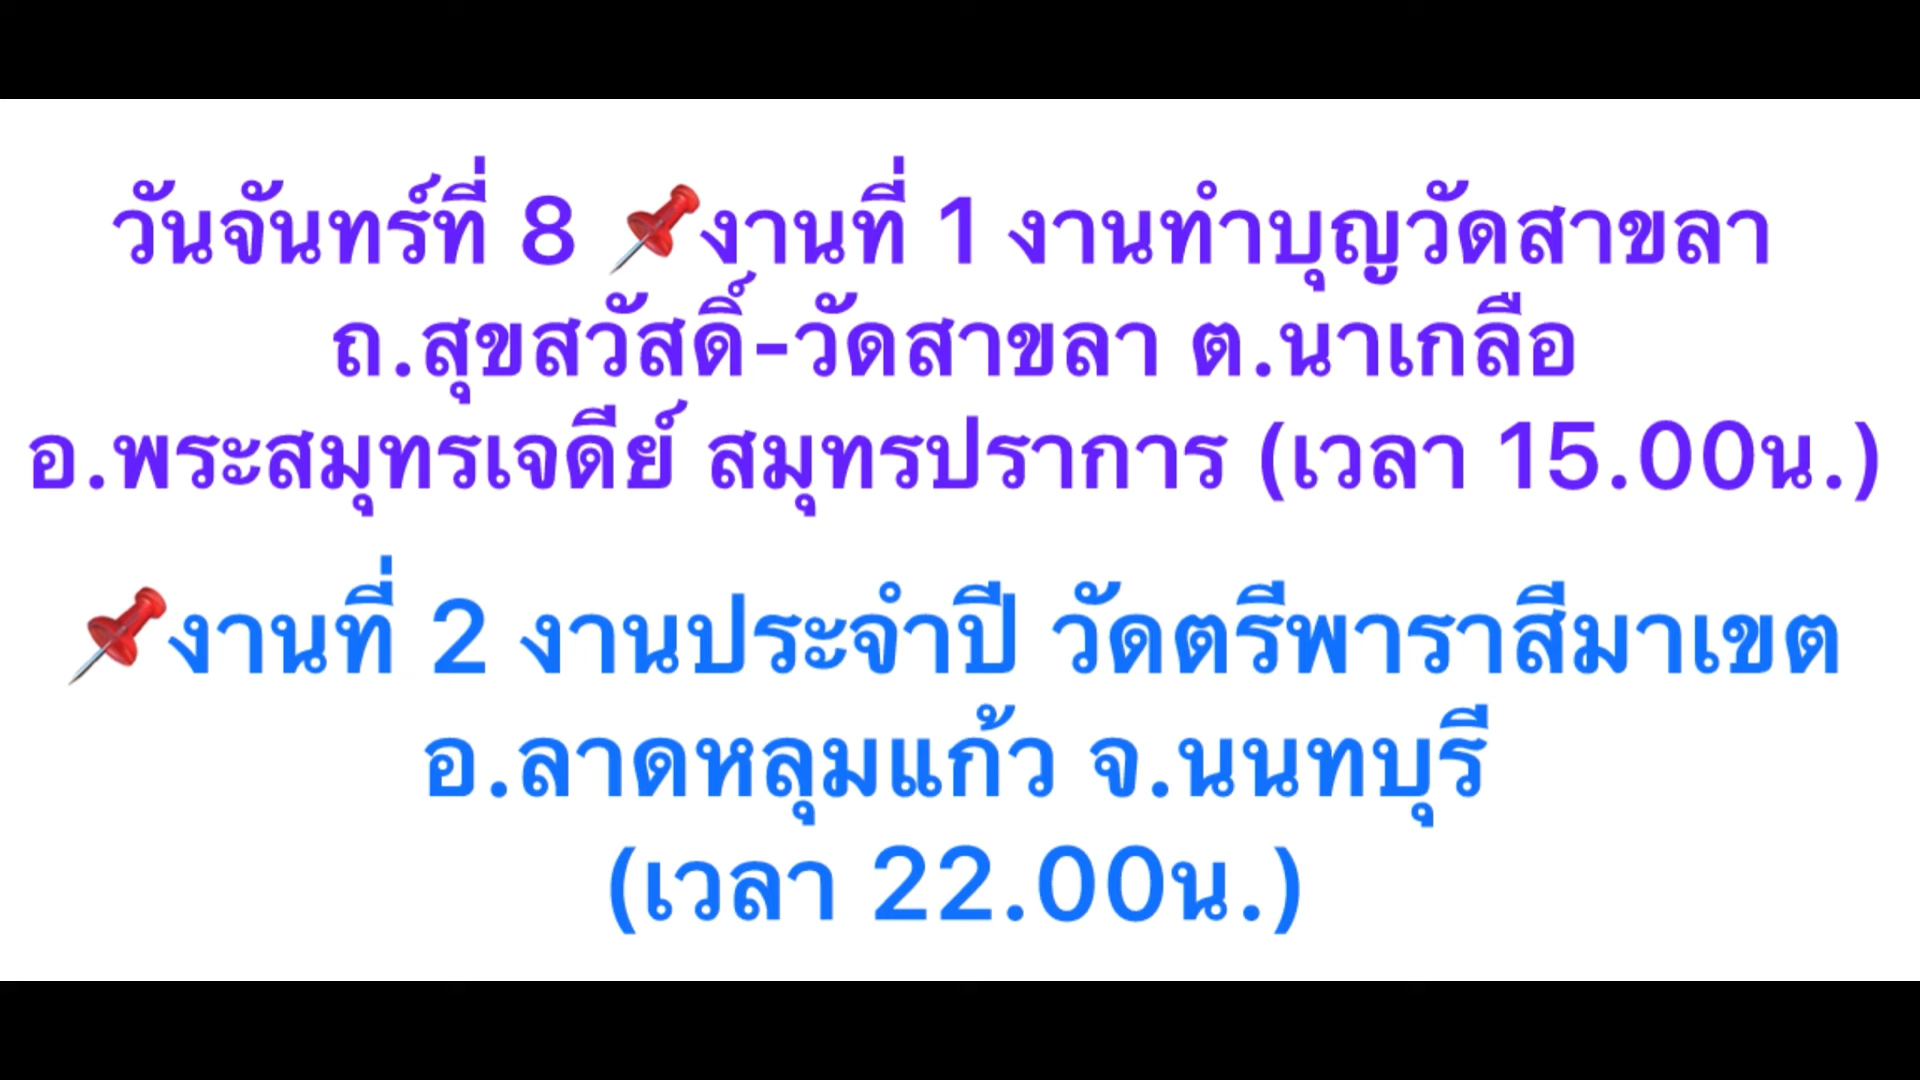 วันจันทร์ที่ 8 📌งานที่ 1 งานทำบุญวัดสาขลา
ถ.สุขสวัสดิ์-วัดสาขลา ต.นาเกลือ
อ.พระสมุทรเจดีย์ สมุทรปราการ (เวลา 15.00น.)
📌งานที่ 2 งานประจำปี วัดตรีพาราสีมาเขต
อ.ลาดหลุมแก้ว จ.นนทบุรี
(เวลา 22.00น.)